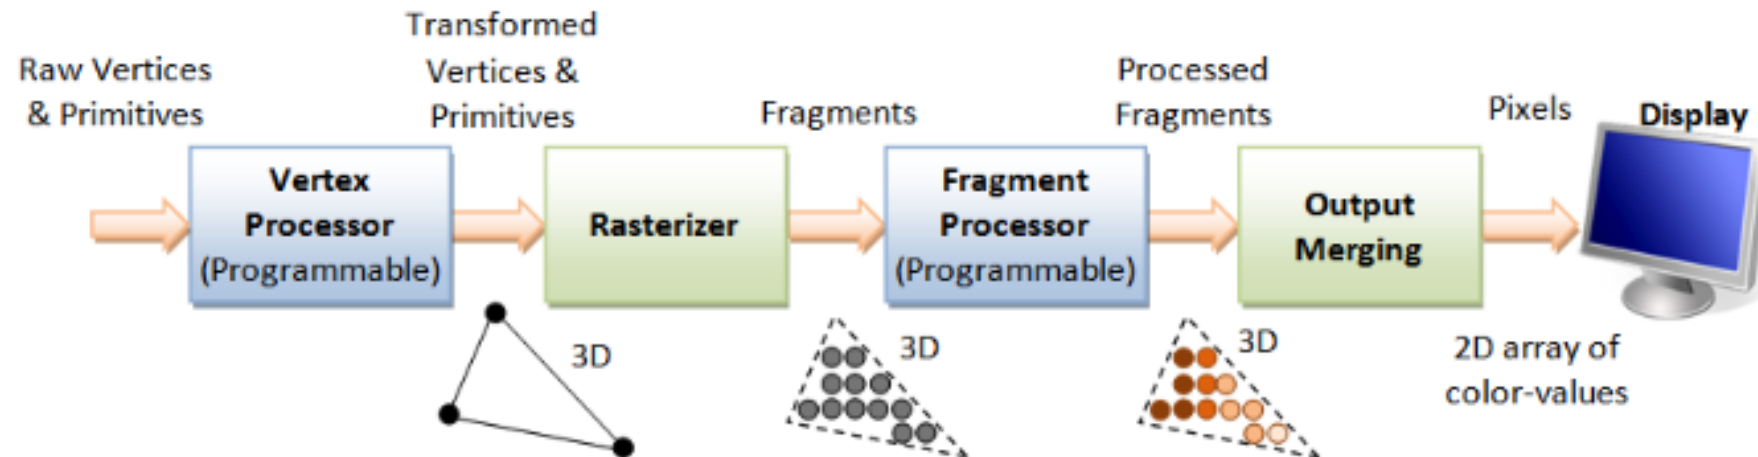 Raw Vertices
& Primitives
Transformed
Vertices &
Primitives
Fragments
Processed
Fragments
Pixels
Display
Vertex
Processor
(Programmable)
Rasterizer
Fragment
Processor
(Programmable)
Output
Merging
3D
3D
3D
2D array of
color-values